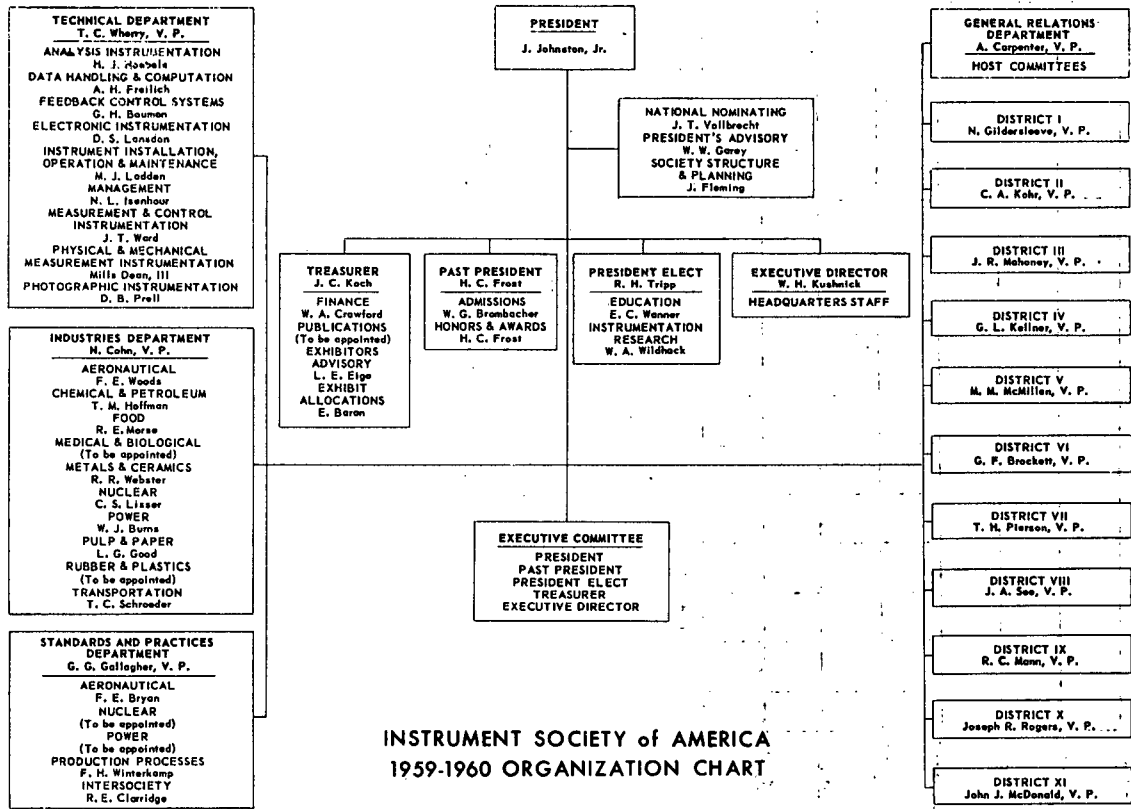 TECHNICAL DEPARTMENT
T. C. Wherry, V. P.
ANALYSIS INSTRUMENTATION
H. J.
DATA HANDLING & COMPUTATION
A. H. Freilich
FEEDBACK CONTROL SYSTEMS
G. H. Bauman
ELECTRONIC INSTRUMENTATION
D. S. Lansdon
INSTRUMENT INSTALLATION,
OPERATION & MAINTENANCE
M. J. Ladden
MANAGEMENT
N. L. Isenhour
MEASUREMENT & CONTROL
INSTRUMENTATION
J. T. Ward
PHYSICAL & MECHANICAL
MEASUREMENT INSTRUMENTATION
Mills Dean, III
PHOTOGRAPHIC INSTRUMENTATION
D. B. Prell
INDUSTRIES DEPARTMENT
N. Cohn, V. P.
AERONAUTICAL
F. E. Woods
CHEMICAL & PETROLEUM
T. M. Hoffman
FOOD
R. E. Morse
MEDICAL & BIOLOGICAL
(To be appointed)
METALS & CERAMICS
R. R. Webster
NUCLEAR
C. S. Lisser
POWER
W. J. Burns
PULP & PAPER
L. G. Good
RUBBER & PLASTICS
(To be appointed)
TRANSPORTATION
T. C. Schroeder
STANDARDS AND PRACTICES
DEPARTMENT
G. G. Gallagher, V. P.
AERONAUTICAL
F. E. Bryan
NUCLEAR
(To be appointed)
POWER
(To be appointed)
PRODUCTION PROCESSES
F. H. Winterkamp
INTERSOCIETY
R. E. Clarridge
PRESIDENT
J. Johnston, Jr.
NATIONAL NOMINATING
J. T. Vollbrecht
PRESIDENT'S ADVISORY
W. W. Garey
SOCIETY STRUCTURE
& PLANNING
J. Fleming
TREASURER
J. C. Koch
FINANCE
W. A. Crawford
PUBLICATIONS
(To be appointed)
EXHIBITORS
ADVISORY
L. E. Elge
EXHIBIT
ALLOCATIONS
E. Baron
PAST PRESIDENT
H. C. Frost
ADMISSIONS
W. G. Brombacher
HONORS & AWARDS
H. C. Frost
PRESIDENT ELECT
R. H. Tripp
EDUCATION
E. C. Wanner
INSTRUMENTATION
RESEARCH
W. A. Wildhack
EXECUTIVE DIRECTOR
W. H. Kushnick
HEADQUARTERS STAFF
EXECUTIVE COMMITTEE
PRESIDENT
PAST PRESIDENT
PRESIDENT ELECT
TREASURER
EXECUTIVE DIRECTOR
GENERAL RELATIONS
DEPARTMENT
A. Carpenter, V. P.
HOST COMMITTEES
DISTRICT I
N. Gildersleeve, V. P.
DISTRICT II
C. A. Kohr, V. P.
DISTRICT III
J. R. Mahoney, V. P.
DISTRICT IV
G. L. Kellner, V. P.
DISTRICT V
M. M. McMillen, V. P.
DISTRICT VI
G. F. Brockett, V. P.
DISTRICT VII
T. H. Pierson, V. P.
DISTRICT VIII
J. A. See, V. P.
DISTRICT IX
R. C. Mann, V. P.
DISTRICT X
Joseph R. Rogers, V. P.
DISTRICT XI
John J. McDonald, V. P.
INSTRUMENT SOCIETY of AMERICA
1959-1960 ORGANIZATION CHART